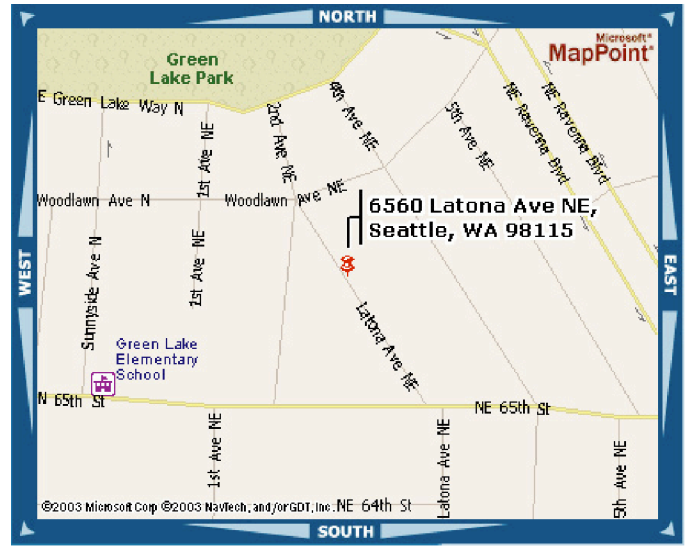 NORTH
Microsoft®
MapPoint®
Green
Lake Park
E Green Lake Way N
2nd Ave NE
4th Ave NE
5th Ave NE
NE Ravenna Blvd
NE Ravenna Blvd
1st Ave NE
Woodlawn Ave N
Woodlawn Ave NE
6560 Latona Ave NE,
Seattle, WA 98115
WEST
EAST
Sunnyside Ave N
1st Ave NE
Latona Ave NE
Green Lake
Elementary
School
N 65th St
NE 65th St
1st Ave NE
Latona Ave NE
5th Ave NE
©2003 Microsoft Corp ©2003 NavTech, and/or GDT, Inc.
NE 64th St
SOUTH